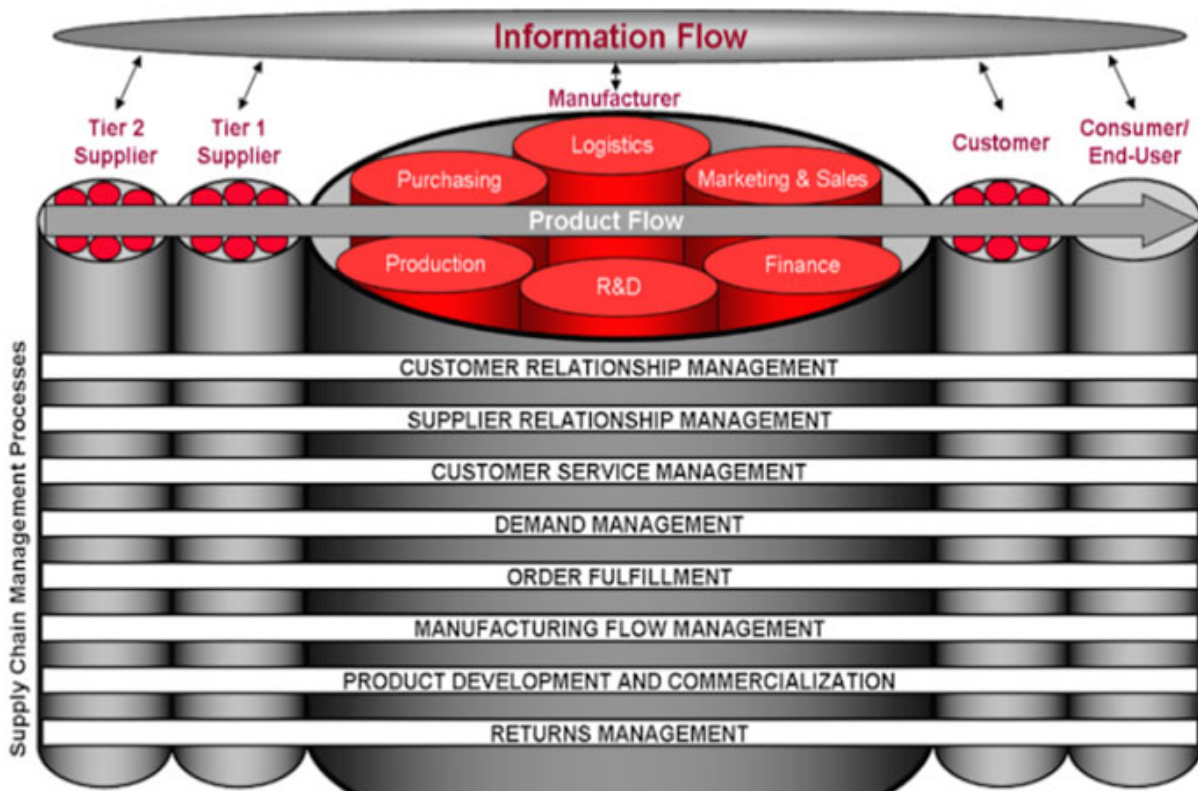 Information Flow
Manufacturer
Tier 2
Supplier
Tier 1
Supplier
Customer
Consumer/
End-User
Logistics
Purchasing
Marketing & Sales
Product Flow
Production
R&D
Finance
Supply Chain Management Processes
CUSTOMER RELATIONSHIP MANAGEMENT
SUPPLIER RELATIONSHIP MANAGEMENT
CUSTOMER SERVICE MANAGEMENT
DEMAND MANAGEMENT
ORDER FULFILLMENT
MANUFACTURING FLOW MANAGEMENT
PRODUCT DEVELOPMENT AND COMMERCIALIZATION
RETURNS MANAGEMENT